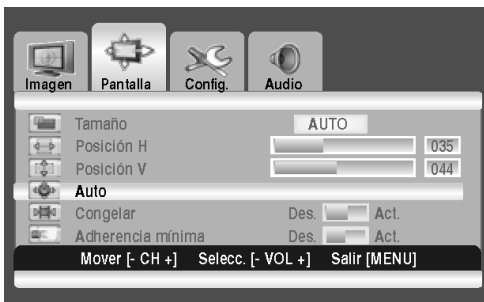 Imagen Pantalla Config. Audio
Tamaño AUTO
Posición H 035
Posición V 044
Auto
Congelar Des. Act.
Adherencia mínima Des. Act.
Mover [- CH +] Selecc. [- VOL +] Salir [MENU]